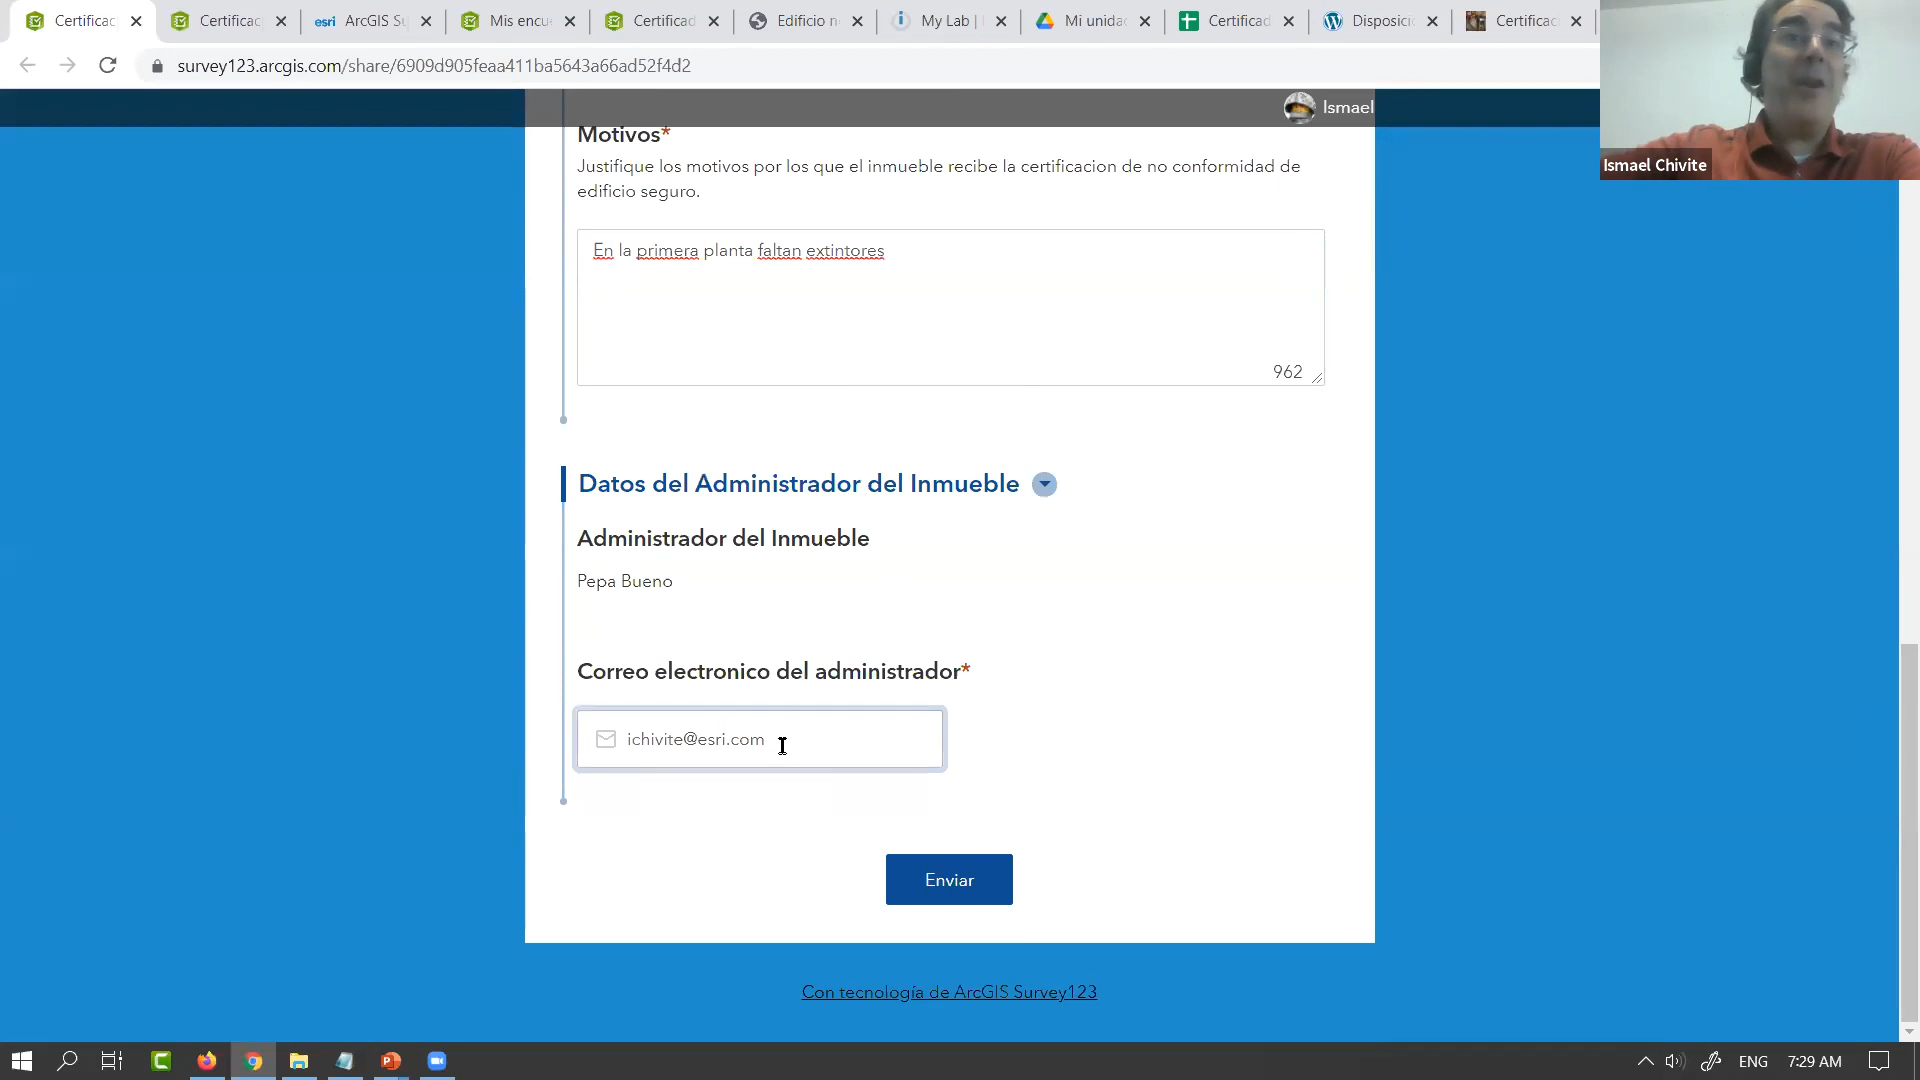 Certificac
Certificac
esri ArcGIS Su
Mis encue
Certificad
Edificio n
My Lab |
Mi unidad
Certificad
Disposici
Certificac
survey123.arcgis.com/share/6909d905feaa411ba5643a66ad52f4d2
Ismael
Ismael Chivite
Motivos*
Justifique los motivos por los que el inmueble recibe la certificacion de no conformidad de
edificio seguro.
En la primera planta faltan extintores
962
Datos del Administrador del Inmueble
Administrador del Inmueble
Pepa Bueno
Correo electronico del administrador*
ichivite@esri.com
Enviar
Con tecnología de ArcGIS Survey123
ENG
7:29 AM